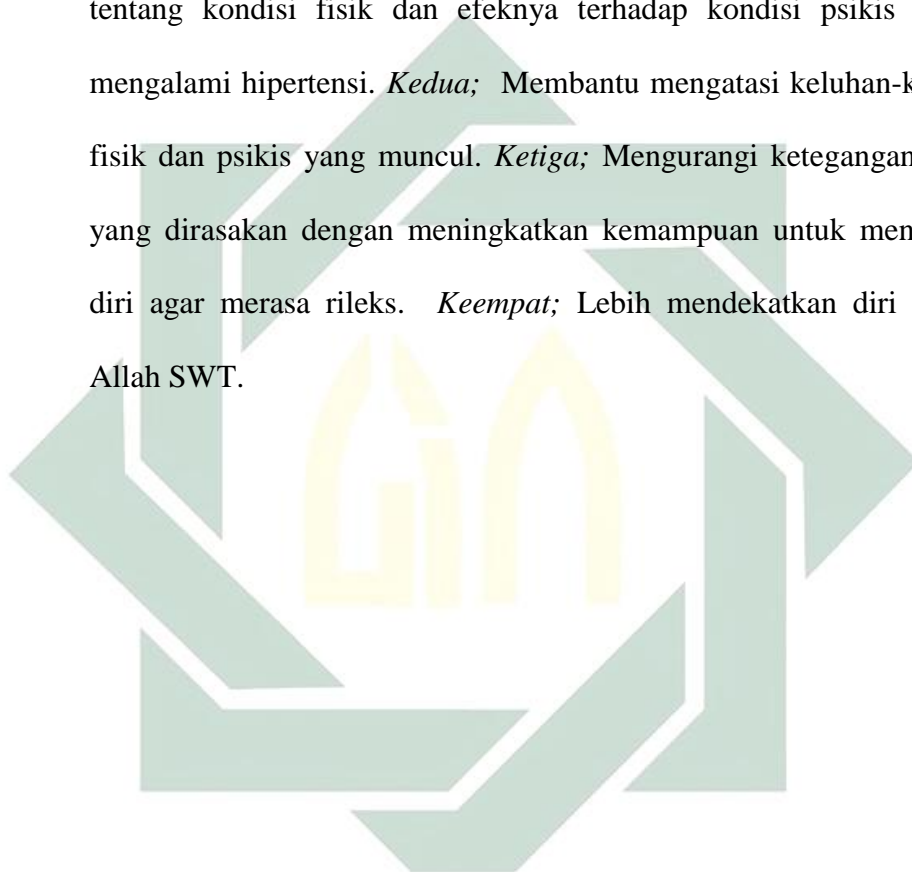 tentang kondisi fisik dan efeknya terhadap kondisi psikis
mengalami hipertensi. Kedua; Membantu mengatasi keluhan-k
fisik dan psikis yang muncul. Ketiga; Mengurangi ketegangan
yang dirasakan dengan meningkatkan kemampuan untuk men
diri agar merasa rileks. Keempat; Lebih mendekatkan diri
Allah SWT.